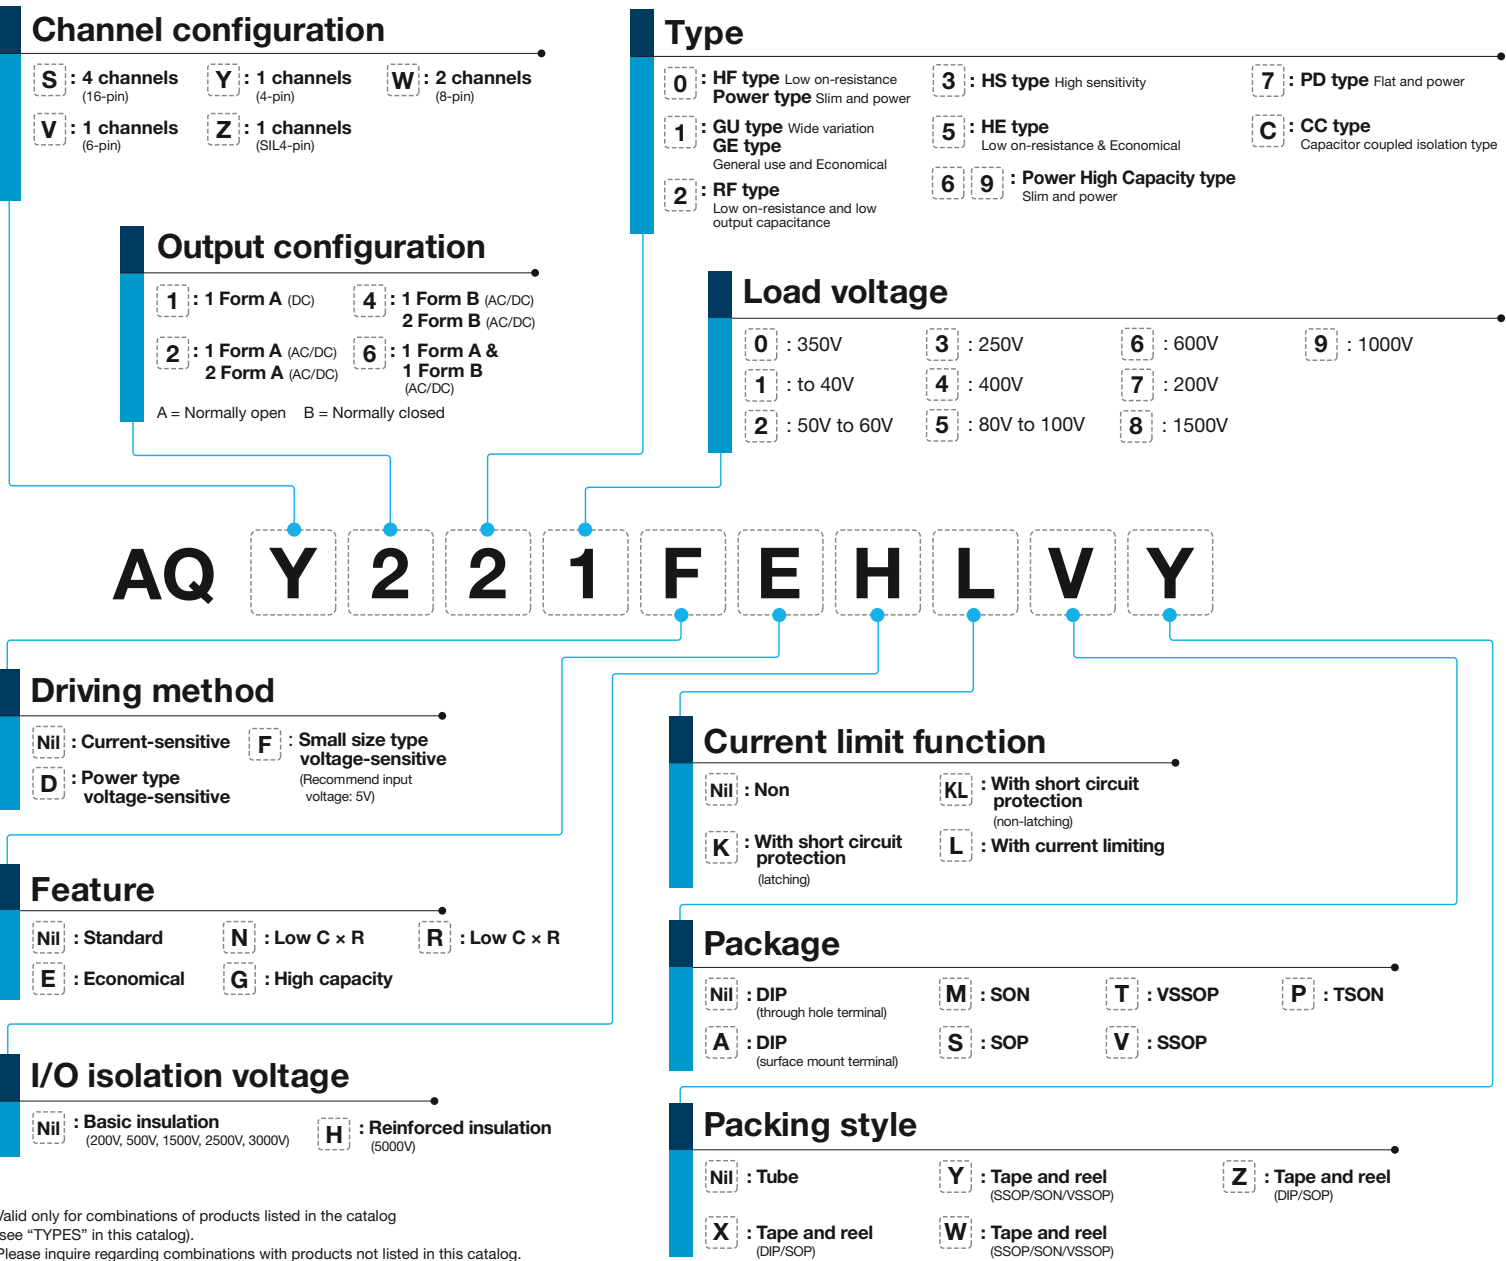 Channel configuration
S : 4 channels
(16-pin)
Y : 1 channels
(4-pin)
W : 2 channels
(8-pin)
V : 1 channels
(6-pin)
Z : 1 channels
(SIL4-pin)
Type
0 : HF type Low on-resistance
Power type Slim and power
1 : GU type Wide variation
GE type
General use and Economical
2 : RF type
Low on-resistance and low
output capacitance
3 : HS type High sensitivity
5 : HE type
Low on-resistance & Economical
6 9 : Power High Capacity type
Slim and power
7 : PD type Flat and power
C : CC type
Capacitor coupled isolation type
Output configuration
1 : 1 Form A (DC)
2 : 1 Form A (AC/DC)
2 Form A (AC/DC)
4 : 1 Form B (AC/DC)
2 Form B (AC/DC)
6 : 1 Form A &
1 Form B
(AC/DC)
A = Normally open B = Normally closed
Load voltage
0 : 350V
1 : to 40V
2 : 50V to 60V
3 : 250V
4 : 400V
5 : 80V to 100V
6 : 600V
7 : 200V
8 : 1500V
9 : 1000V
AQ Y 2 2 1 F E H L V Y
Driving method
Nil : Current-sensitive
D : Power type
voltage-sensitive
F : Small size type
voltage-sensitive
(Recommend input
voltage: 5V)
Feature
Nil : Standard
N : Low C × R
R : Low C × R
E : Economical
G : High capacity
I/O isolation voltage
Nil : Basic insulation
(200V, 500V, 1500V, 2500V, 3000V)
H : Reinforced insulation
(5000V)
Current limit function
Nil : Non
KL : With short circuit
protection
(non-latching)
K : With short circuit
protection
(latching)
L : With current limiting
Package
Nil : DIP
(through hole terminal)
M : SON
T : VSSOP
P : TSON
A : DIP
(surface mount terminal)
S : SOP
V : SSOP
Packing style
Nil : Tube
Y : Tape and reel
(SSOP/SON/VSSOP)
Z : Tape and reel
(DIP/SOP)
X : Tape and reel
(DIP/SOP)
W : Tape and reel
(SSOP/SON/VSSOP)
Valid only for combinations of products listed in the catalog
see “TYPES” in this catalog).
Please inquire regarding combinations with products not listed in this catalog.